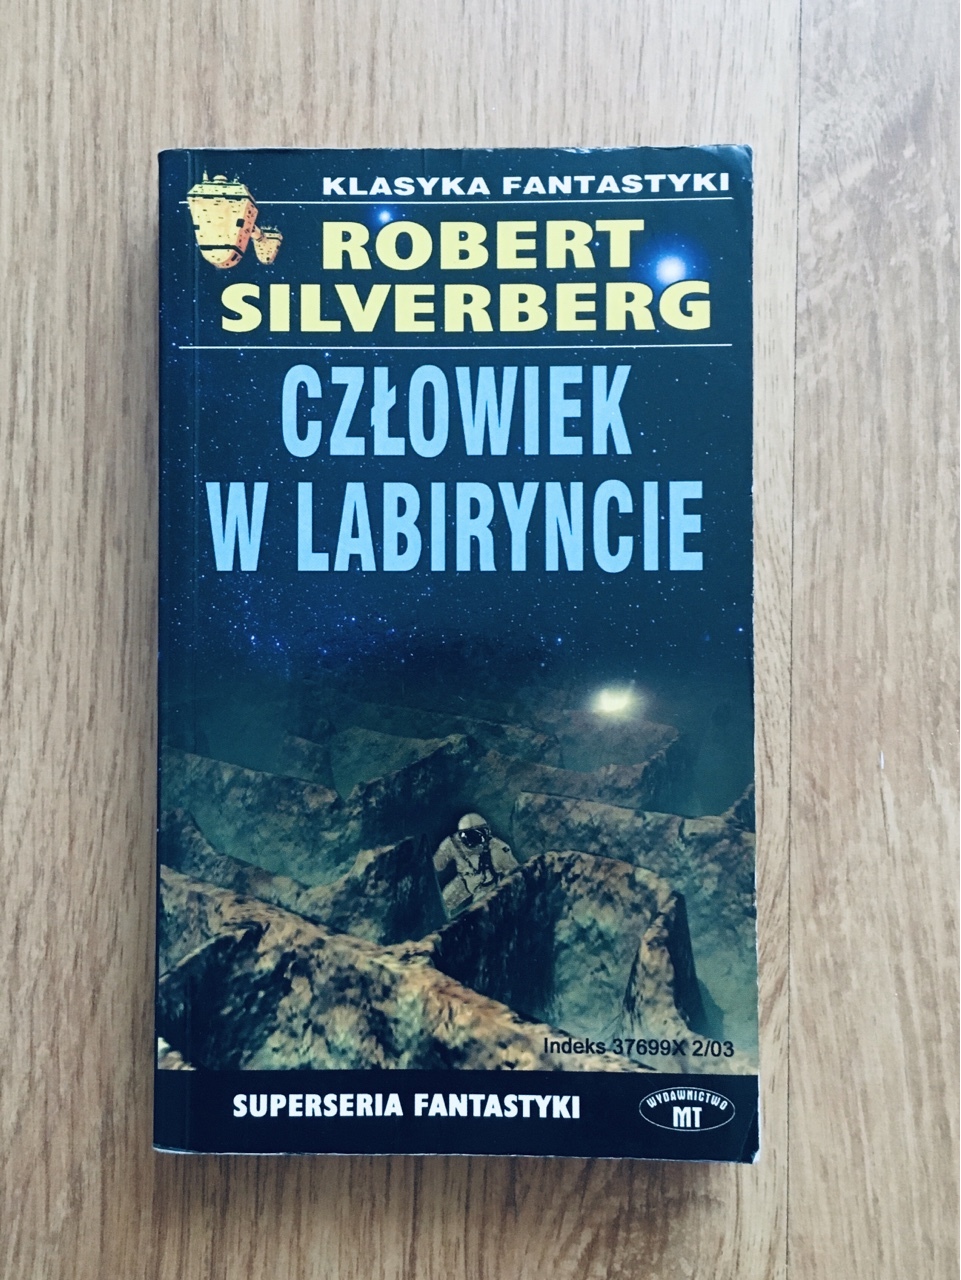 KLASYKA FANTASTYKI
ROBERT
SILVERBERG
CZŁOWIEK
W LABIRYNCIE
Indeks 37699X 2/03
SUPERSERIA FANTASTYKI
WYDAWNICTWO
MT